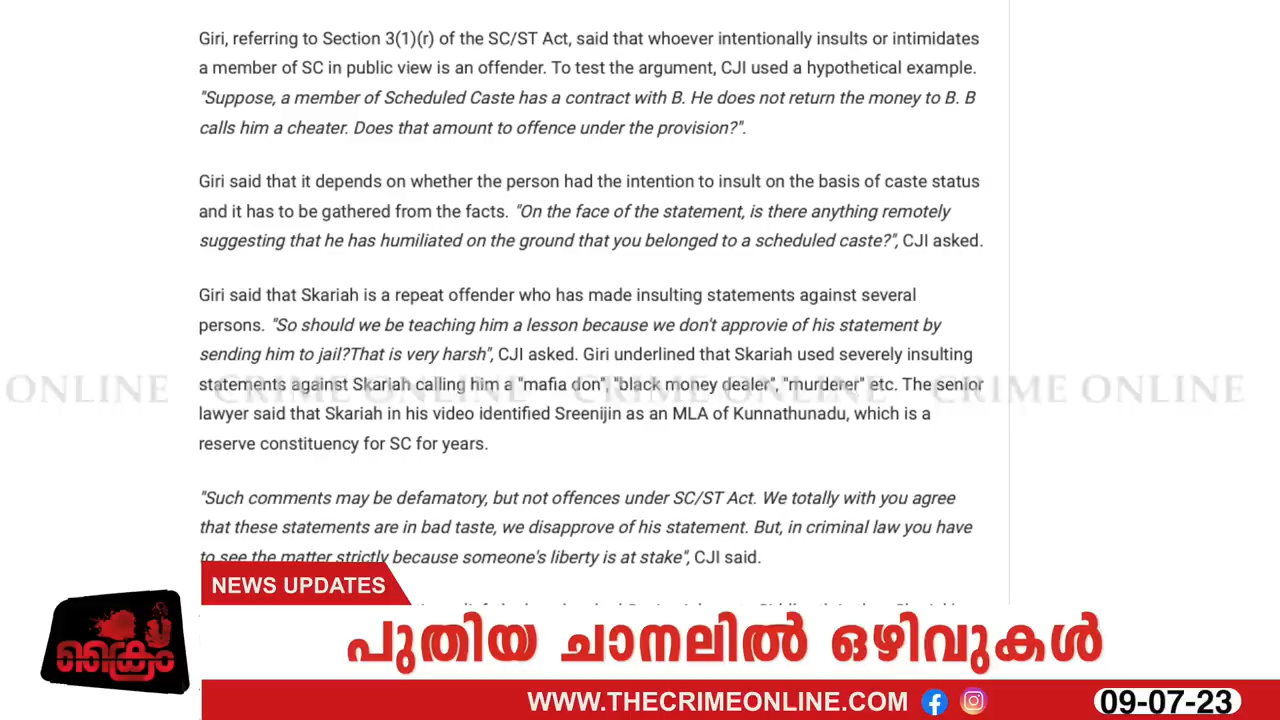 Giri, referring to Section 3(1)(r) of the SC/ST Act, said that whoever intentionally insults or intimidates
a member of SC in public view is an offender. To test the argument, CJI used a hypothetical example.
"Suppose, a member of Scheduled Caste has a contract with B. He does not return the money to B. B
calls him a cheater. Does that amount to offence under the provision?".
Giri said that it depends on whether the person had the intention to insult on the basis of caste status
and it has to be gathered from the facts. "On the face of the statement, is there anything remotely
suggesting that he has humiliated on the ground that you belonged to a scheduled caste?", CJI asked.
Giri said that Skariah is a repeat offender who has made insulting statements against several
persons. "So should we be teaching him a lesson because we don't approvie of his statement by
sending him to jail?That is very harsh", CJI asked. Giri underlined that Skariah used severely insulting
statements against Skariah calling him a "mafia don", "black money dealer", "murderer" etc. The senior
ONLINE CRIME ONLINE CRIME ONLINE
lawyer said that Skariah in his video identified Sreenijin as an MLA of Kunnathunadu, which is a
reserve constituency for SC for years.
"Such comments may be defamatory, but not offences under SC/ST Act. We totally with you agree
that these statements are in bad taste, we disapprove of his statement. But, in criminal law you have
to see the matter strictly because someone's liberty is at stake", CJI said.
NEWS UPDATES
ക്രൈം
പുതിയ ചാനലിൽ ഒഴിവുകൾ
WWW.THECRIMEONLINE.COM
09-07-23